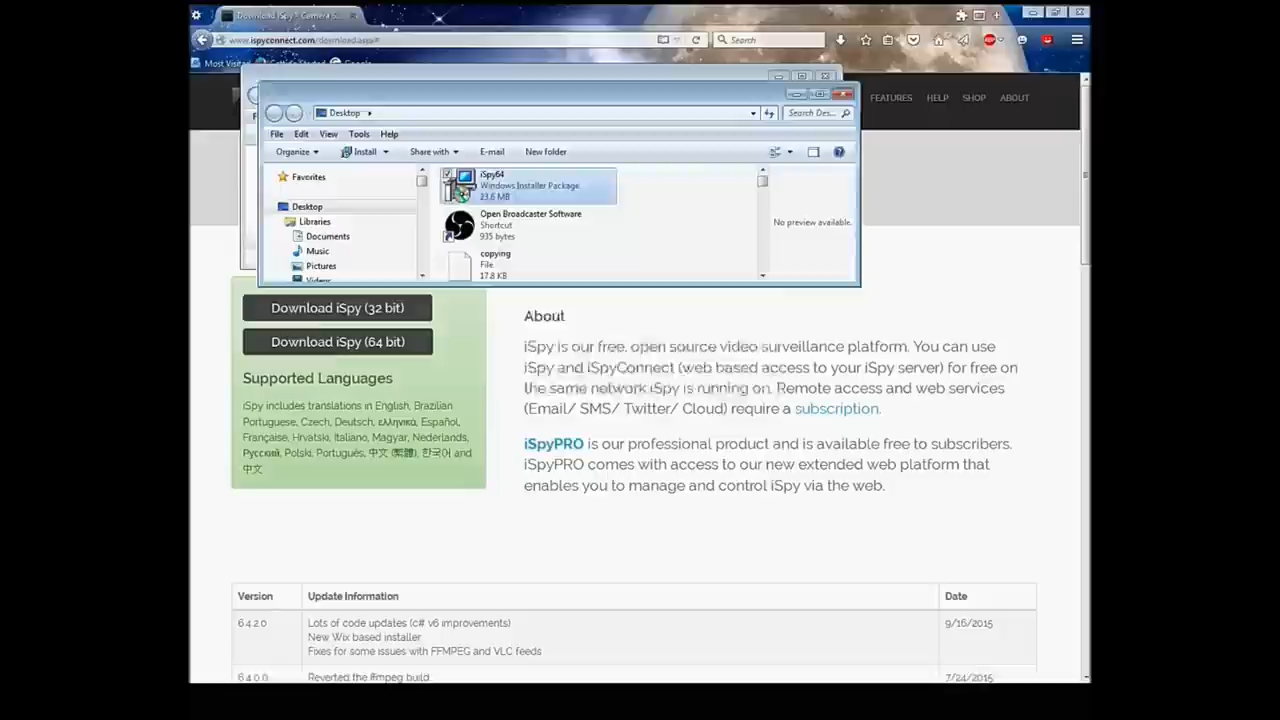 Download iSpy - Camera S...
www.ispyconnect.com/download.aspx#
Search
Most Visited
Getting Started
Google
FEATURES HELP SHOP ABOUT
Desktop
Search Des...
File Edit View Tools Help
Organize Install Share with E-mail New folder
Favorites
Desktop
Libraries
Documents
Music
Pictures
Videos
iSpy64
Windows Installer Package
23.6 MB
Open Broadcaster Software
Shortcut
935 bytes
copying
File
17.8 KB
No preview available.
Download iSpy (32 bit)
Download iSpy (64 bit)
Supported Languages
iSpy includes translations in English, Brazilian
Portuguese, Czech, Deutsch, ελληνικά, Español,
Française, Hrvatski, Italiano, Magyar, Nederlands,
Русский, Polski, Português, 中文 (繁體), 한국어 and
中文
About
iSpy is our free, open source video surveillance platform. You can use
iSpy and iSpyConnect (web based access to your iSpy server) for free on
the same network iSpy is running on. Remote access and web services
(Email/ SMS/ Twitter/ Cloud) require a subscription.
iSpyPRO is our professional product and is available free to subscribers.
iSpyPRO comes with access to our new extended web platform that
enables you to manage and control iSpy via the web.
Version Update Information Date
6.4.2.0 Lots of code updates (c# v6 improvements) 9/16/2015
New Wix based installer
Fixes for some issues with FFMPEG and VLC feeds
6.4.0.0 Reverted the ffmpeg build. 7/24/2015